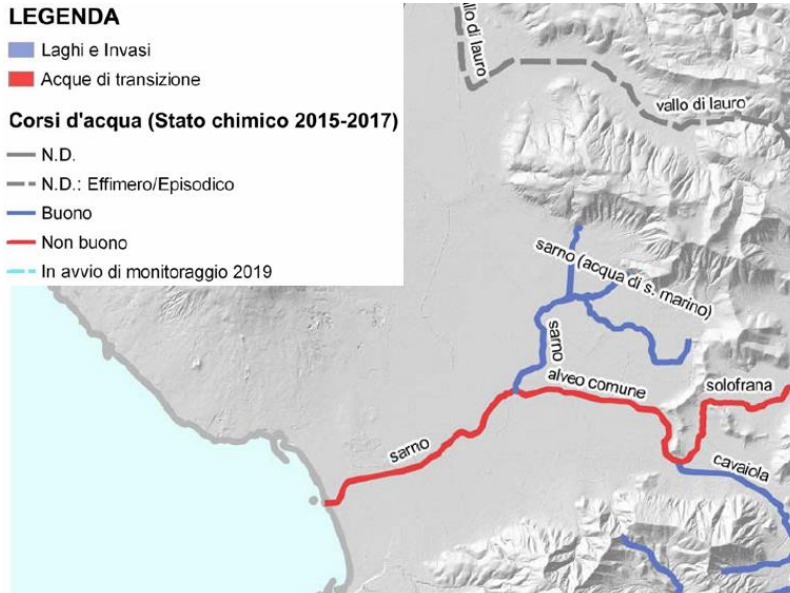 LEGENDA
Laghi e Invasi
Acque di transizione
Corsi d'acqua (Stato chimico 2015-2017)
N.D.
N.D.: Effimero/Episodico
Buono
Non buono
In avvio di monitoraggio 2019
vallo di lauro
vallo di lauro
sarno (acqua di s. marino)
sarno
alveo comune
solofrana
sarno
cavaiola